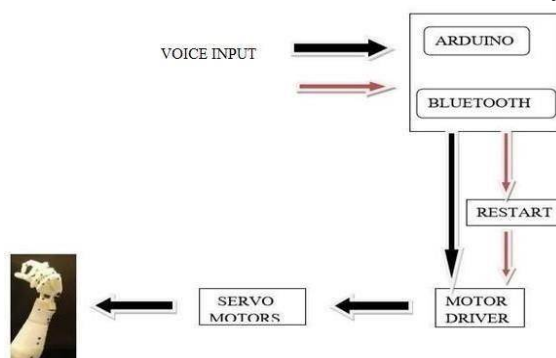 ARDUINO
VOICE INPUT
BLUETOOTH
RESTART
SERVO
MOTORS
MOTOR
DRIVER